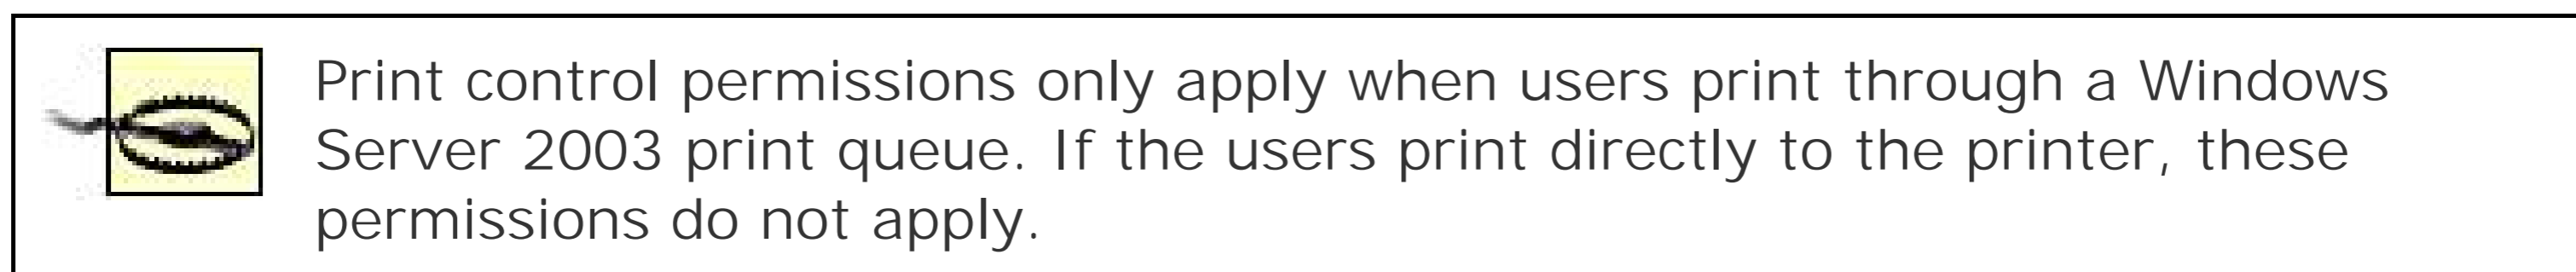 Print control permissions only apply when users print through a Windows
Server 2003 print queue. If the users print directly to the printer, these
permissions do not apply.